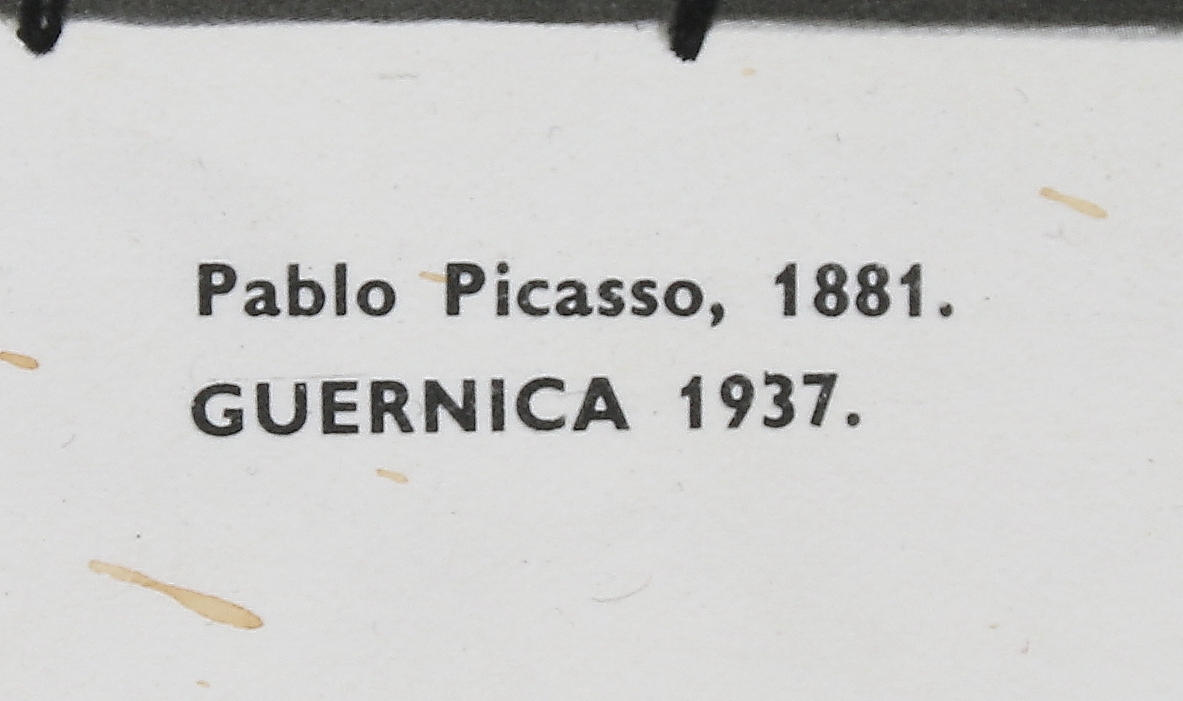 Pablo Picasso, 1881.
GUERNICA 1937.